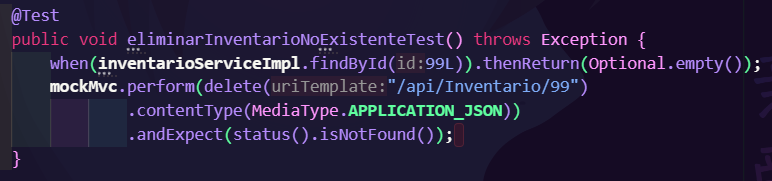 @Test
public void eliminarInventarioNoExistenteTest() throws Exception {
when(inventarioServiceImpl.findById(id:99L)).thenReturn(Optional.empty());
mockMvc.perform(delete(uriTemplate:"/api/Inventario/99")
.contentType(MediaType.APPLICATION_JSON))
.andExpect(status().isNotFound());
}